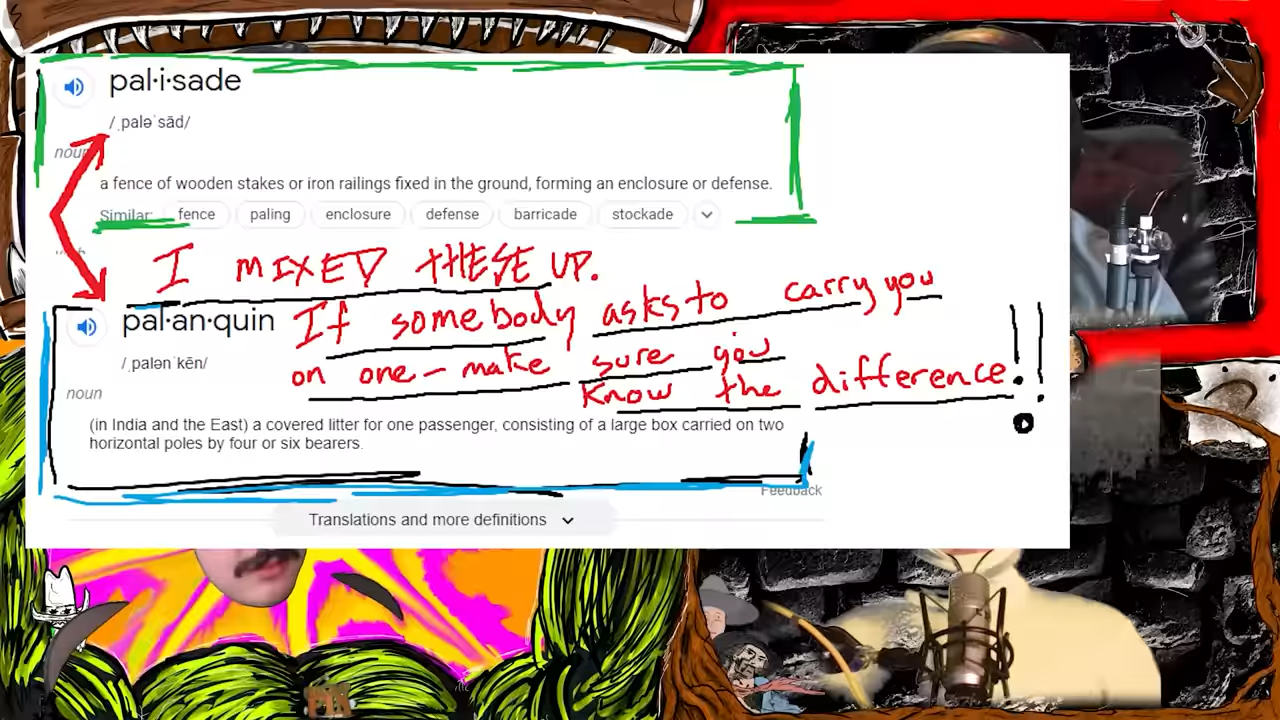 pal·i·sade
/ˌpaləˈsād/
noun
a fence of wooden stakes or iron railings fixed in the ground, forming an enclosure or defense.
Similar: fence paling enclosure defense barricade stockade
I MIXED THESE UP.
If somebody asks to carry you
on one - make sure you
know the difference!!
pal·an·quin
/ˌpalənˈkēn/
noun
(in India and the East) a covered litter for one passenger, consisting of a large box carried on two
horizontal poles by four or six bearers.
Feedback
Translations and more definitions